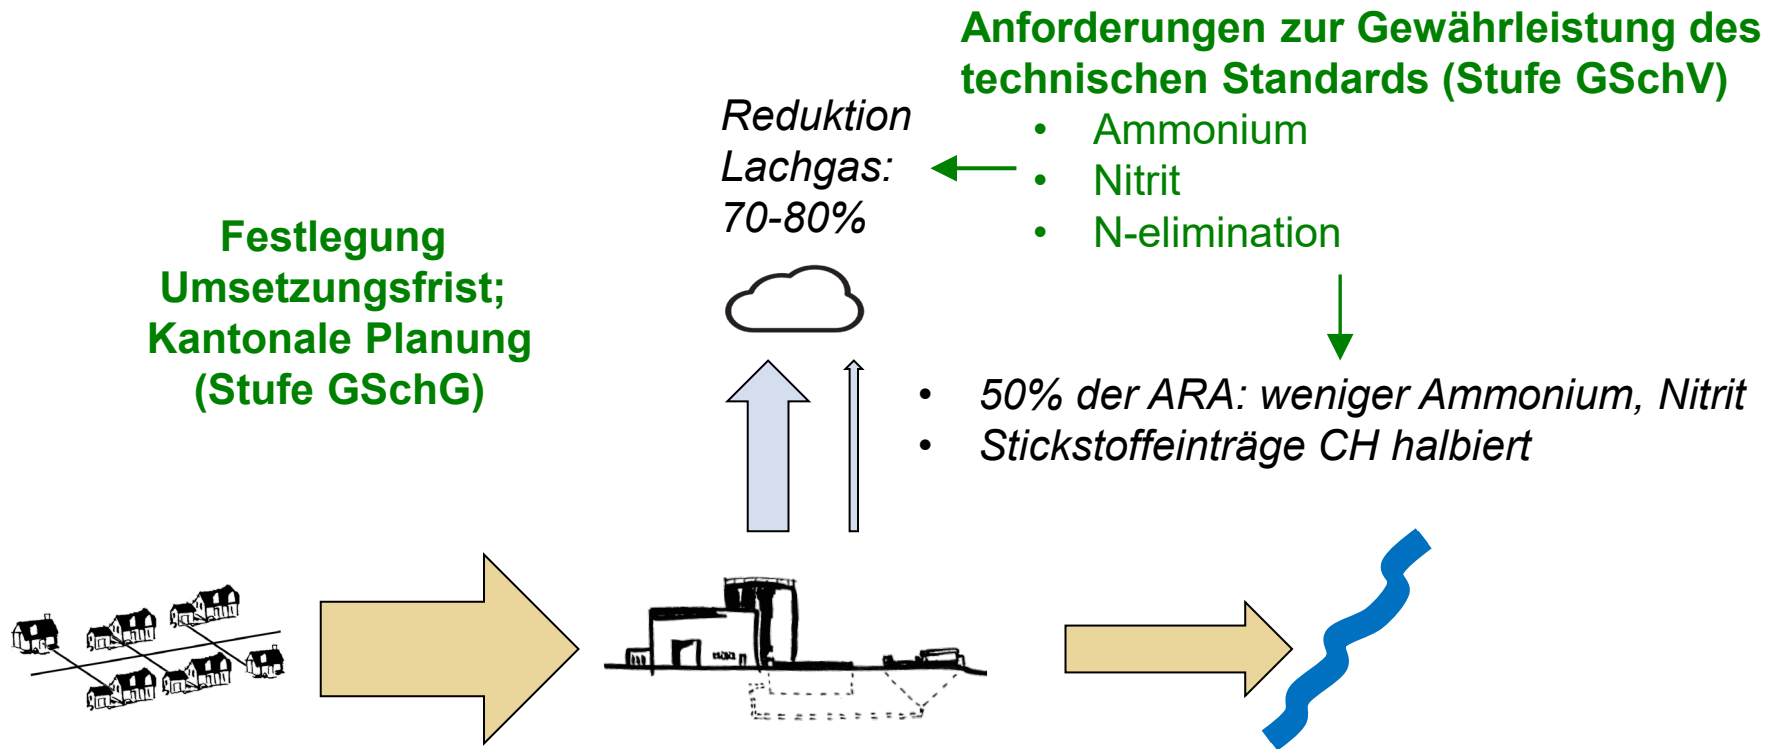 Anforderungen zur Gewährleistung des
technischen Standards (Stufe GSchV)
• Ammonium
• Nitrit
• N-elimination
Reduktion
Lachgas:
70-80%
Festlegung
Umsetzungsfrist;
Kantonale Planung
(Stufe GSchG)
• 50% der ARA: weniger Ammonium, Nitrit
• Stickstoffeinträge CH halbiert